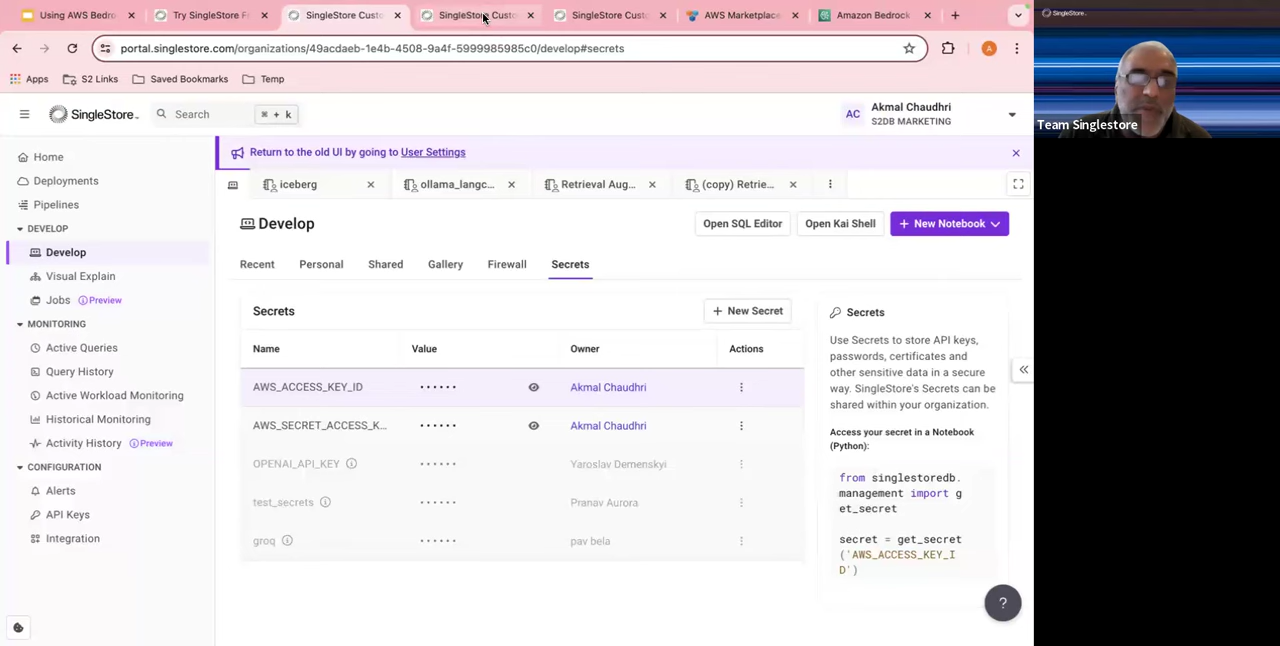 Using AWS Bedro
Try SingleStore F
SingleStore Custo
SingleStore Custo
SingleStore Custo
AWS Marketplace
Amazon Bedrock
portal.singlestore.com/organizations/49acdaeb-1e4b-4508-9a4f-5999985985c0/develop#secrets
A
Apps
S2 Links
Saved Bookmarks
Temp
SingleStore
Search
⌘ + k
AC
Akmal Chaudhri
S2DB MARKETING
Home
Deployments
Pipelines
DEVELOP
Develop
Visual Explain
Jobs
Preview
MONITORING
Active Queries
Query History
Active Workload Monitoring
Historical Monitoring
Activity History
Preview
CONFIGURATION
Alerts
API Keys
Integration
Return to the old UI by going to User Settings
iceberg
ollama_langc...
Retrieval Aug...
(copy) Retrie...
Develop
Open SQL Editor
Open Kai Shell
+ New Notebook
Recent
Personal
Shared
Gallery
Firewall
Secrets
Secrets
+ New Secret
Name Value Owner Actions
AWS_ACCESS_KEY_ID •••••• Akmal Chaudhri
AWS_SECRET_ACCESS_K... •••••• Akmal Chaudhri
OPENAI_API_KEY •••••• Yaroslav Demenskyi
test_secrets •••••• Pranav Aurora
groq •••••• pav bela
Secrets
Use Secrets to store API keys,
passwords, certificates and
other sensitive data in a secure
way. SingleStore's Secrets can be
shared within your organization.
Access your secret in a Notebook
(Python):
from singlestoredb.
management import g
et_secret
secret = get_secret
('AWS_ACCESS_KEY_I
D')
?
SingleStore
Team Singlestore